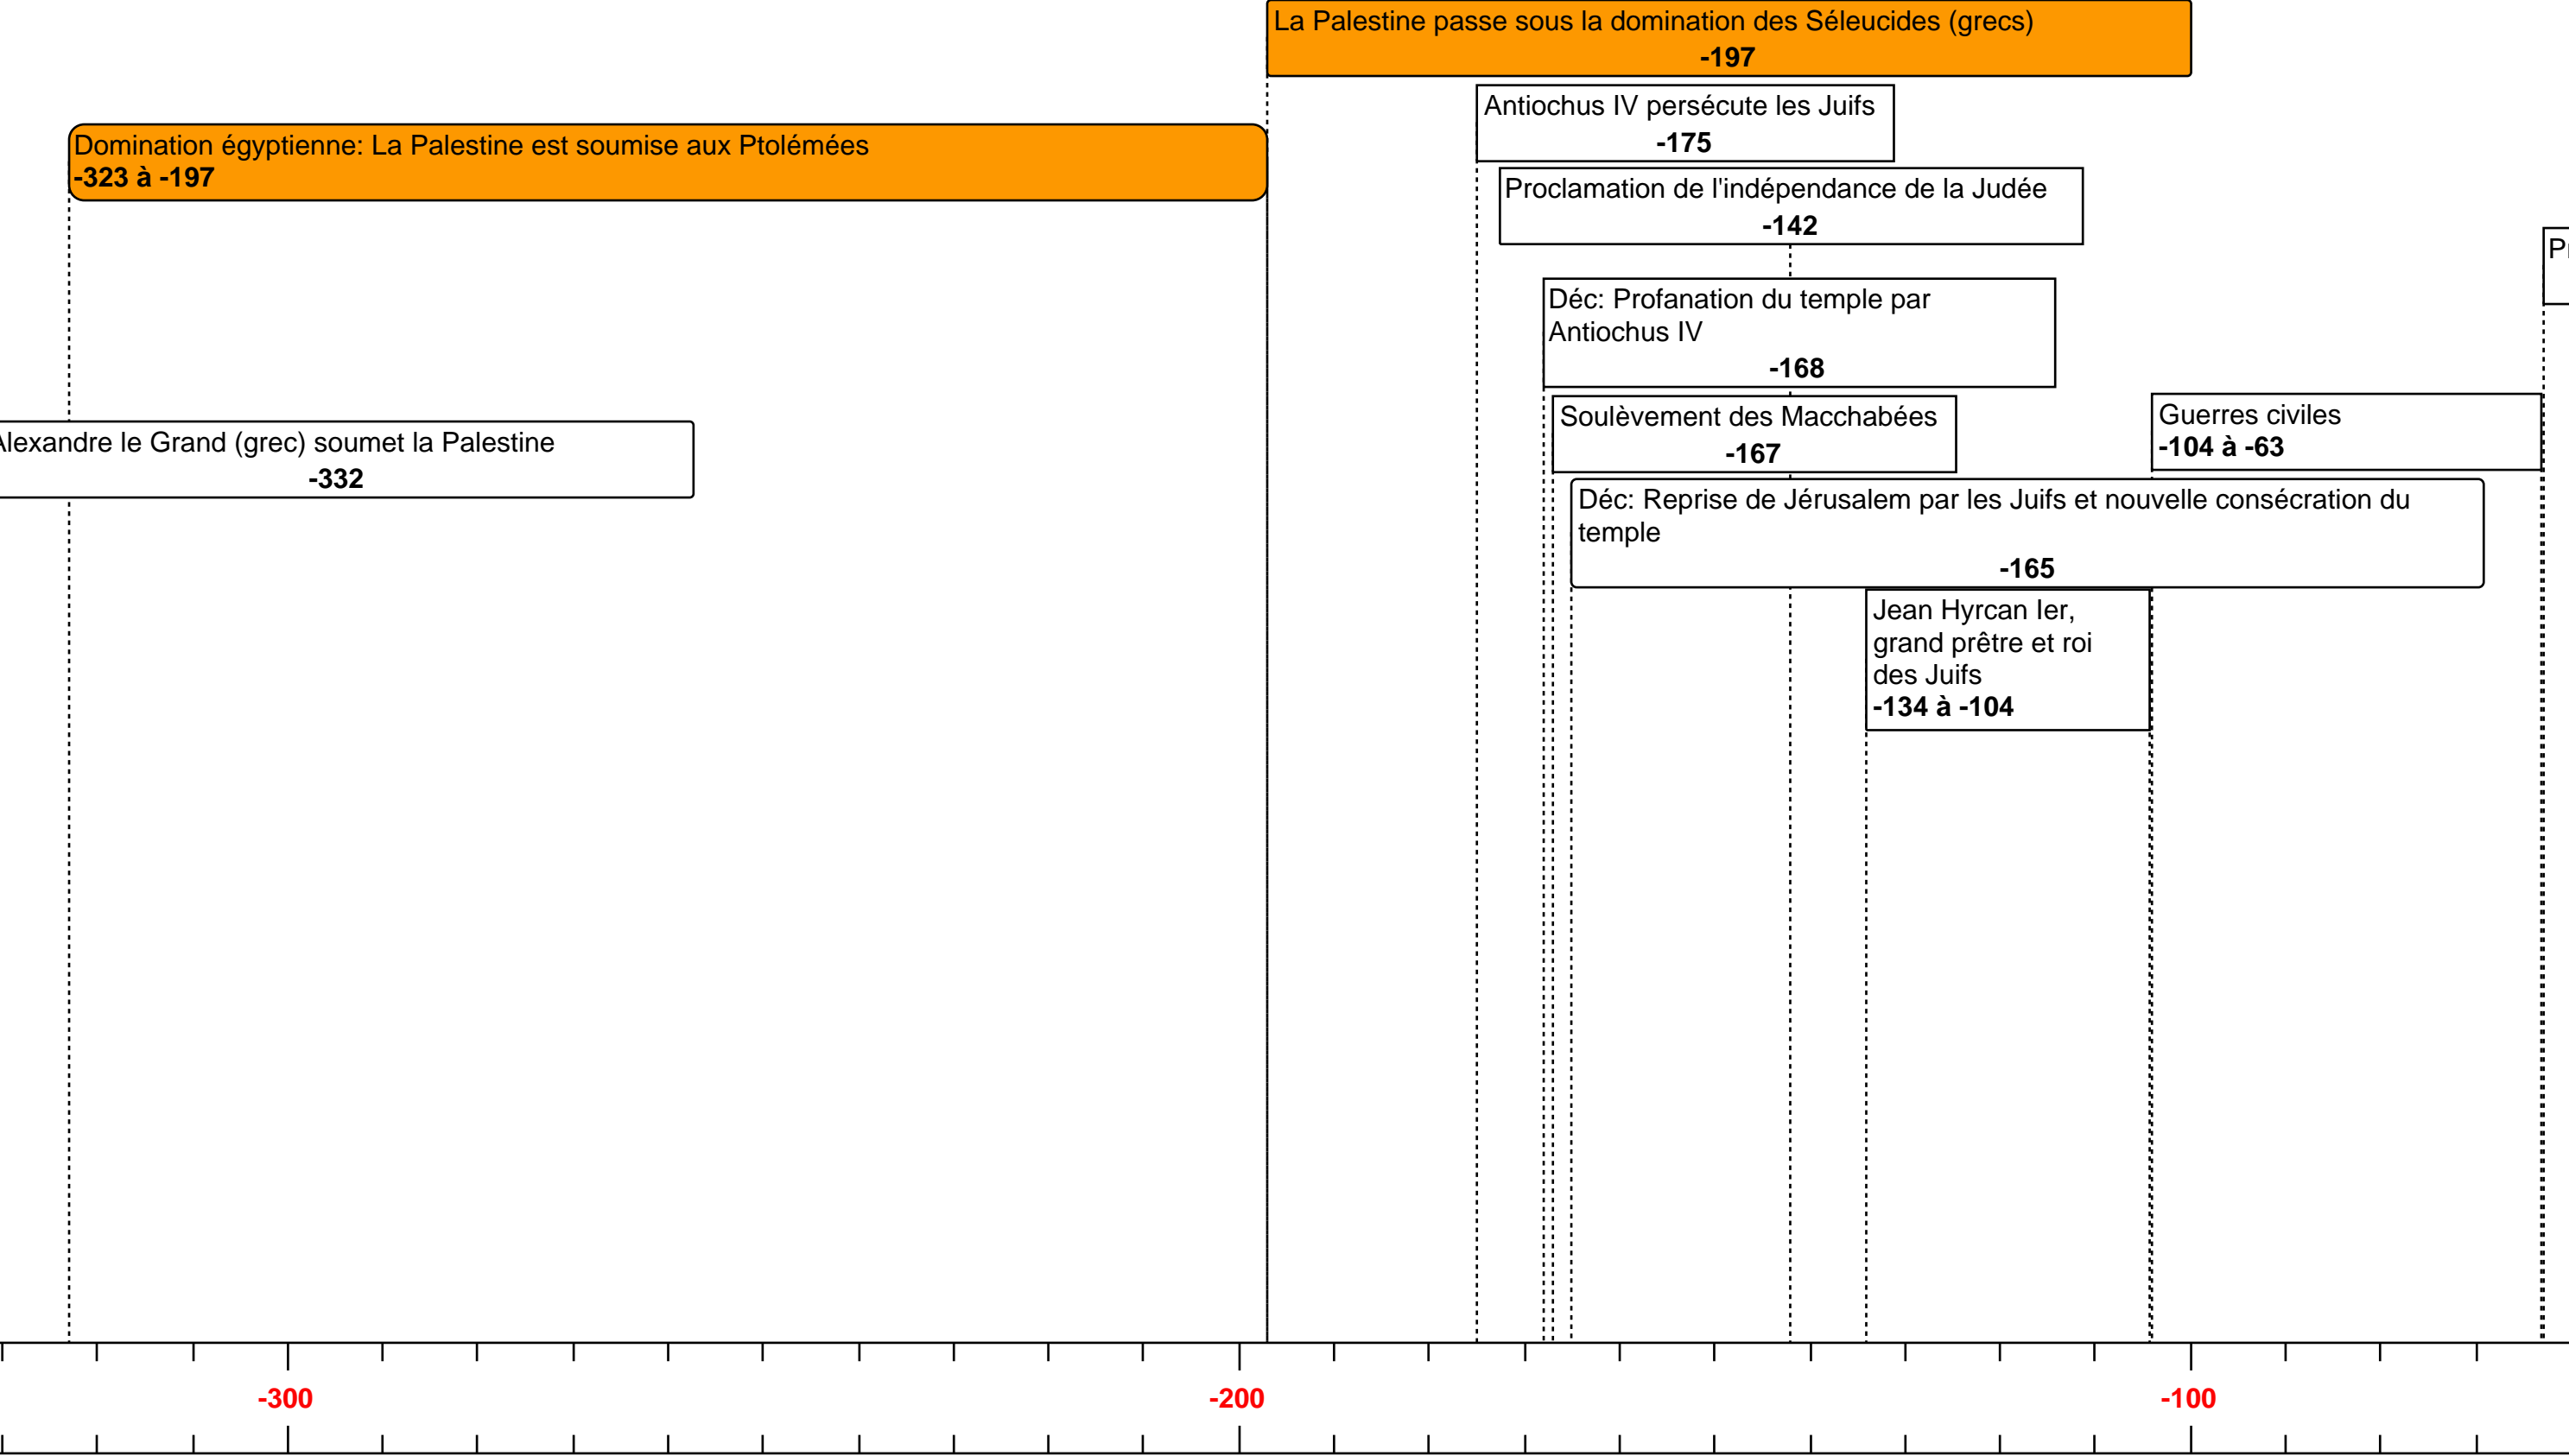 La Palestine passe sous la domination des Séleucides (grecs)
-197
Antiochus IV persécute les Juifs
-175
Domination égyptienne: La Palestine est soumise aux Ptolémées
-323 à -197
Proclamation de l'indépendance de la Judée
-142
Déc: Profanation du temple par
Antiochus IV
-168
Soulèvement des Macchabées
-167
Guerres civiles
-104 à -63
Alexandre le Grand (grec) soumet la Palestine
-332
Déc: Reprise de Jérusalem par les Juifs et nouvelle consécration du
temple
-165
Jean Hyrcan Ier,
grand prêtre et roi
des Juifs
-134 à -104
-300
-200
-100